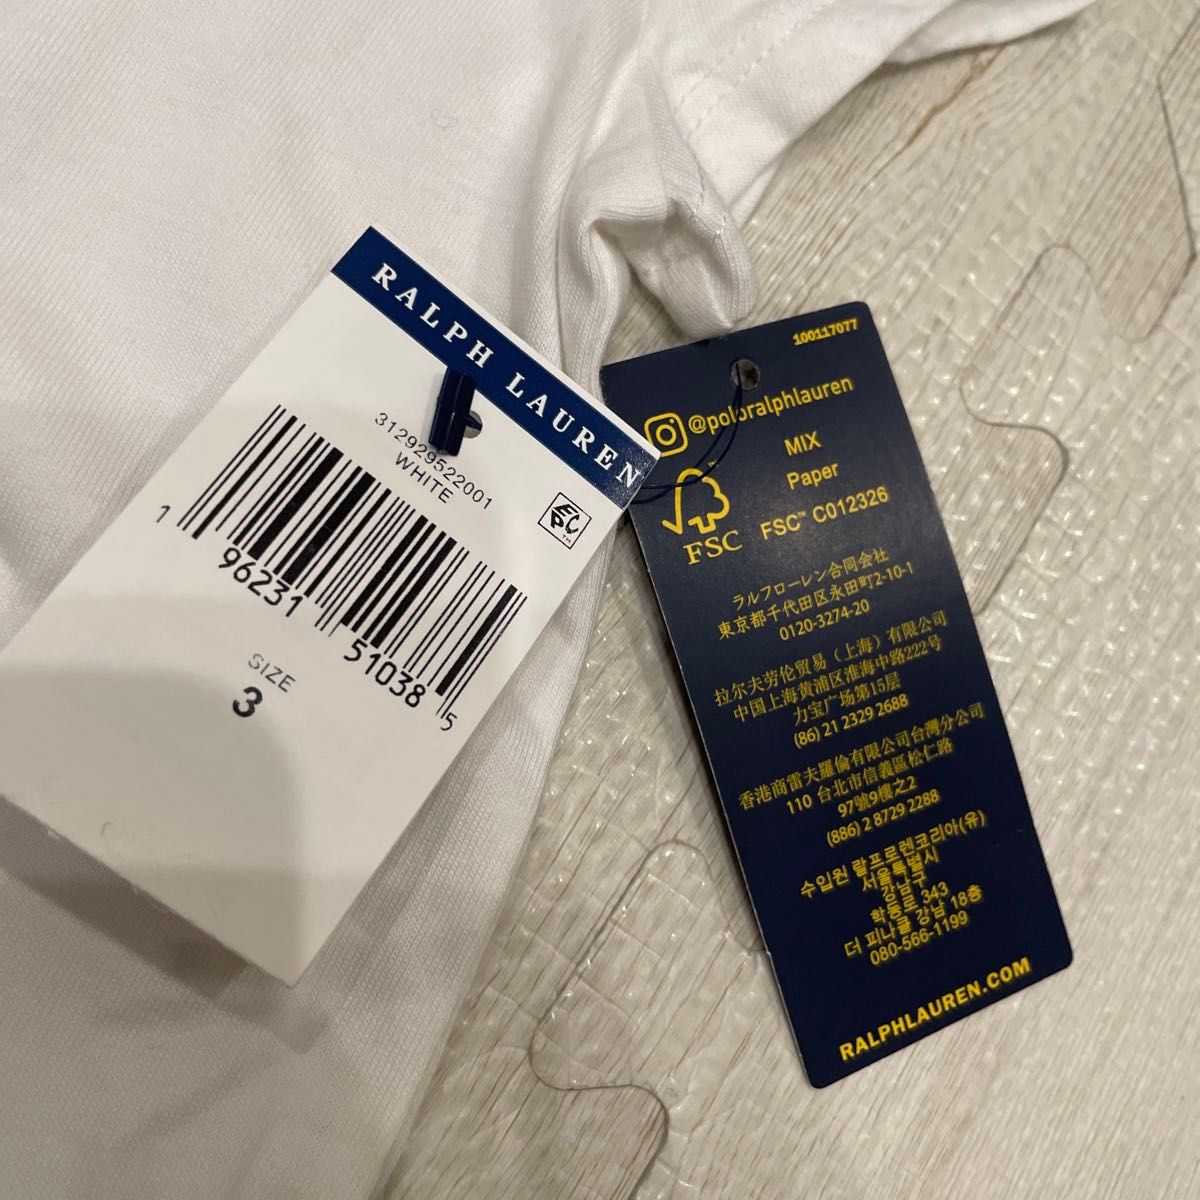 RALPH LAUREN
312929522001
WHITE
EPC™
1 96231 51038 5
SIZE
3
100117077
@poloralphlauren
MIX
Paper
FSC™ C012326
FSC
ラルフローレン合同会社
東京都千代田区永田町2-10-1
0120-3274-20
拉尔夫劳伦贸易（上海）有限公司
中国上海黄浦区淮海中路222号
力宝广场第15层
(86) 21 2329 2688
香港商雷夫羅倫有限公司台灣分公司
110 台北市信義區松仁路
97號9樓之2
(886) 2 8729 2288
수입원 랄프로렌코리아(유)
서울특별시
강남구
학동로 343
더 피나클 강남 18층
080-566-1199
RALPHLAUREN.COM